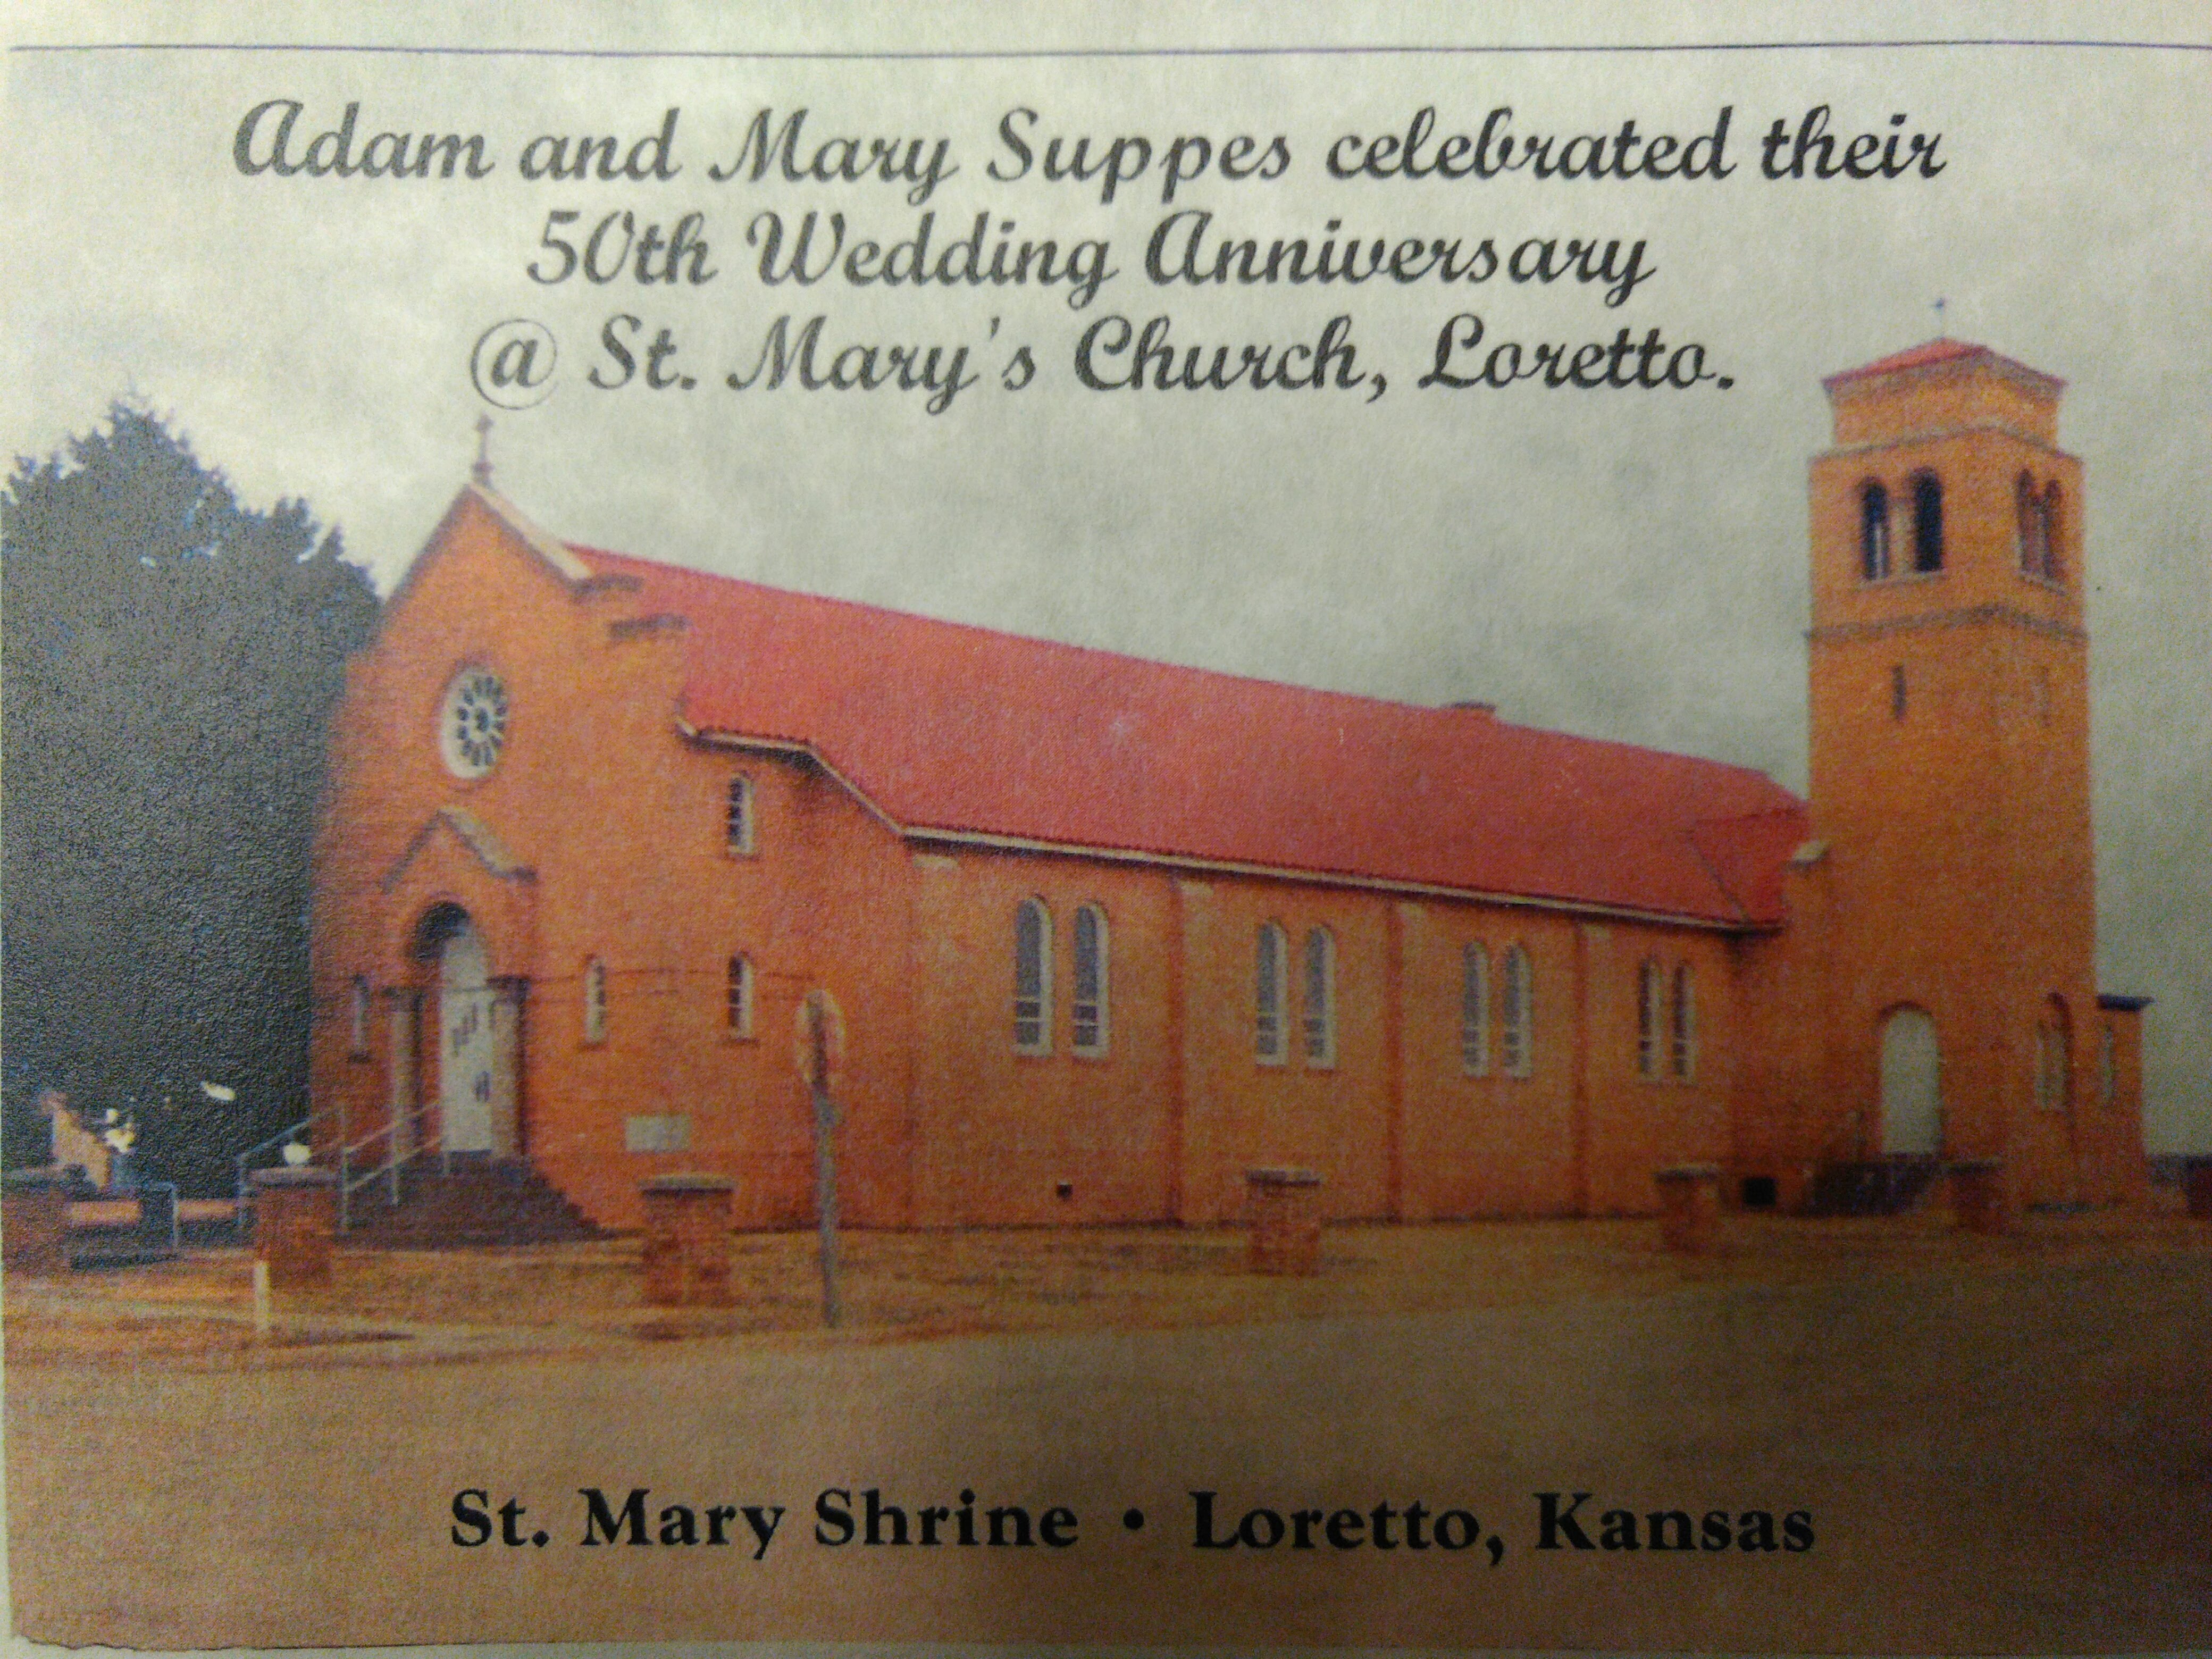 Adam and Mary Suppes celebrated their
50th Wedding Anniversary
@ St. Mary's Church, Loretto.
St. Mary Shrine • Loretto, Kansas